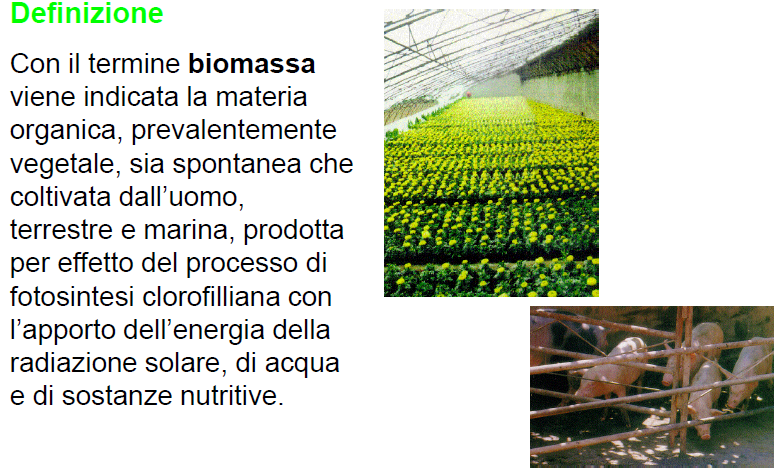 Definizione
Con il termine biomassa
viene indicata la materia
organica, prevalentemente
vegetale, sia spontanea che
coltivata dall’uomo,
terrestre e marina, prodotta
per effetto del processo di
fotosintesi clorofilliana con
l’apporto dell’energia della
radiazione solare, di acqua
e di sostanze nutritive.